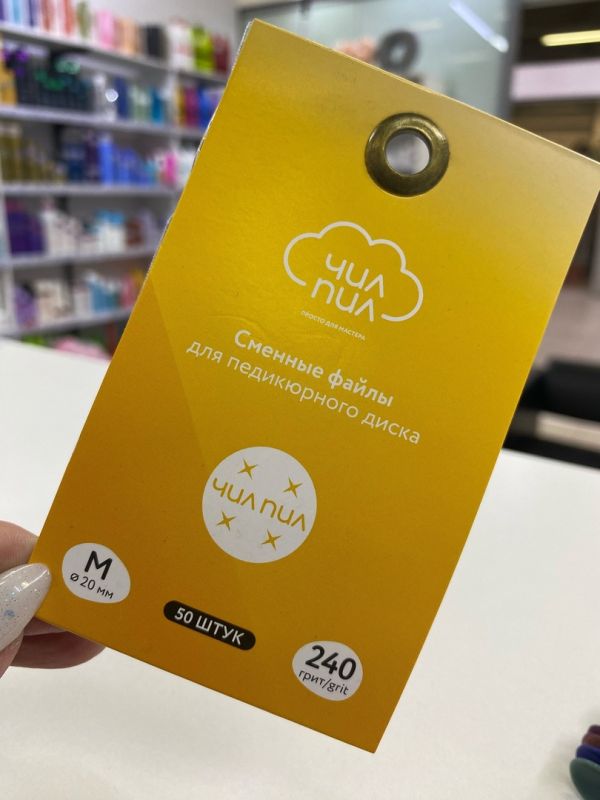 чил
пил
ПРОСТО ДЛЯ МАСТЕРА
Сменные файлы
для педикюрного диска
чил пил
M
ø 20 мм
50 ШТУК
240
грит/grit